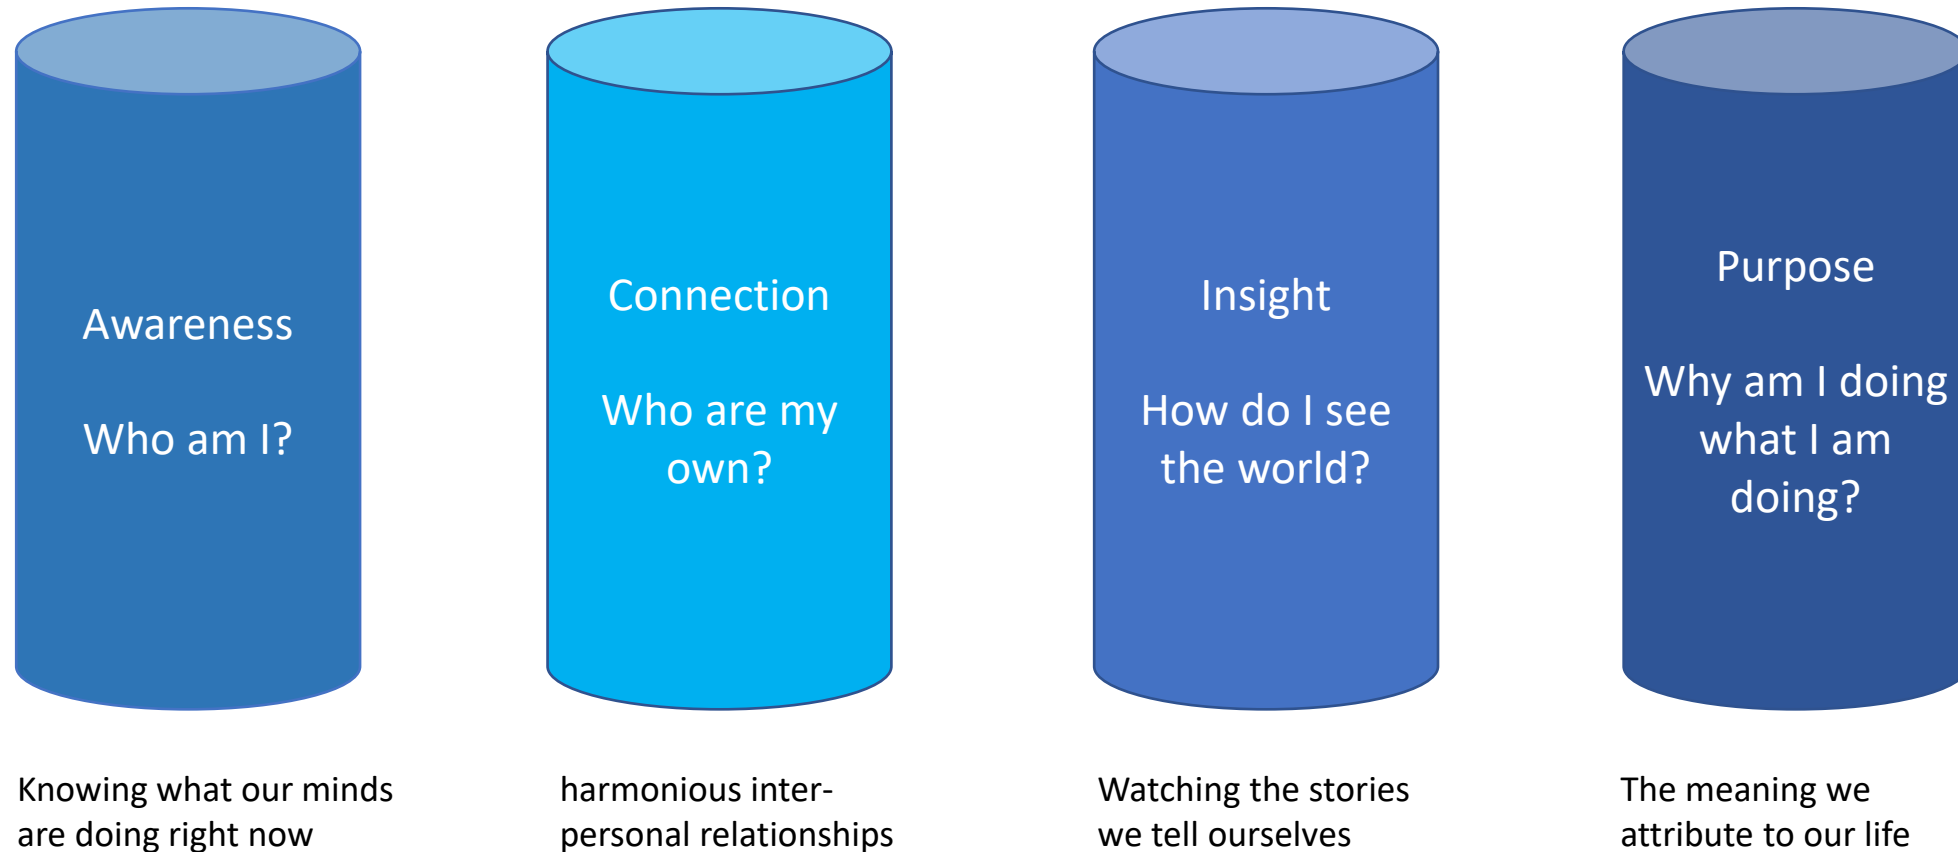 Awareness
Who am I?
Knowing what our minds
are doing right now
Connection
Who are my
own?
harmonious inter-
personal relationships
Insight
How do I see
the world?
Watching the stories
we tell ourselves
Purpose
Why am I doing
what I am
doing?
The meaning we
attribute to our life